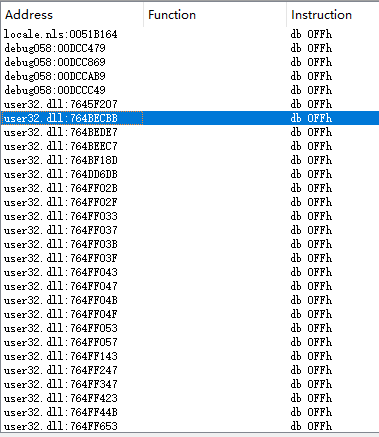 Address Function Instruction
locale.nls:0051B164 db 0FFh
debug058:00DCC479 db 0FFh
debug058:00DCC869 db 0FFh
debug058:00DCCAB9 db 0FFh
debug058:00DCCC49 db 0FFh
user32.dll:7645F207 db 0FFh
user32.dll:764BECBB db 0FFh
user32.dll:764BEDE7 db 0FFh
user32.dll:764BEEC7 db 0FFh
user32.dll:764BF18D db 0FFh
user32.dll:764DD6DB db 0FFh
user32.dll:764FF02B db 0FFh
user32.dll:764FF02F db 0FFh
user32.dll:764FF033 db 0FFh
user32.dll:764FF037 db 0FFh
user32.dll:764FF03B db 0FFh
user32.dll:764FF03F db 0FFh
user32.dll:764FF043 db 0FFh
user32.dll:764FF047 db 0FFh
user32.dll:764FF04B db 0FFh
user32.dll:764FF04F db 0FFh
user32.dll:764FF053 db 0FFh
user32.dll:764FF057 db 0FFh
user32.dll:764FF143 db 0FFh
user32.dll:764FF247 db 0FFh
user32.dll:764FF347 db 0FFh
user32.dll:764FF423 db 0FFh
user32.dll:764FF44B db 0FFh
user32.dll:764FF653 db 0FFh